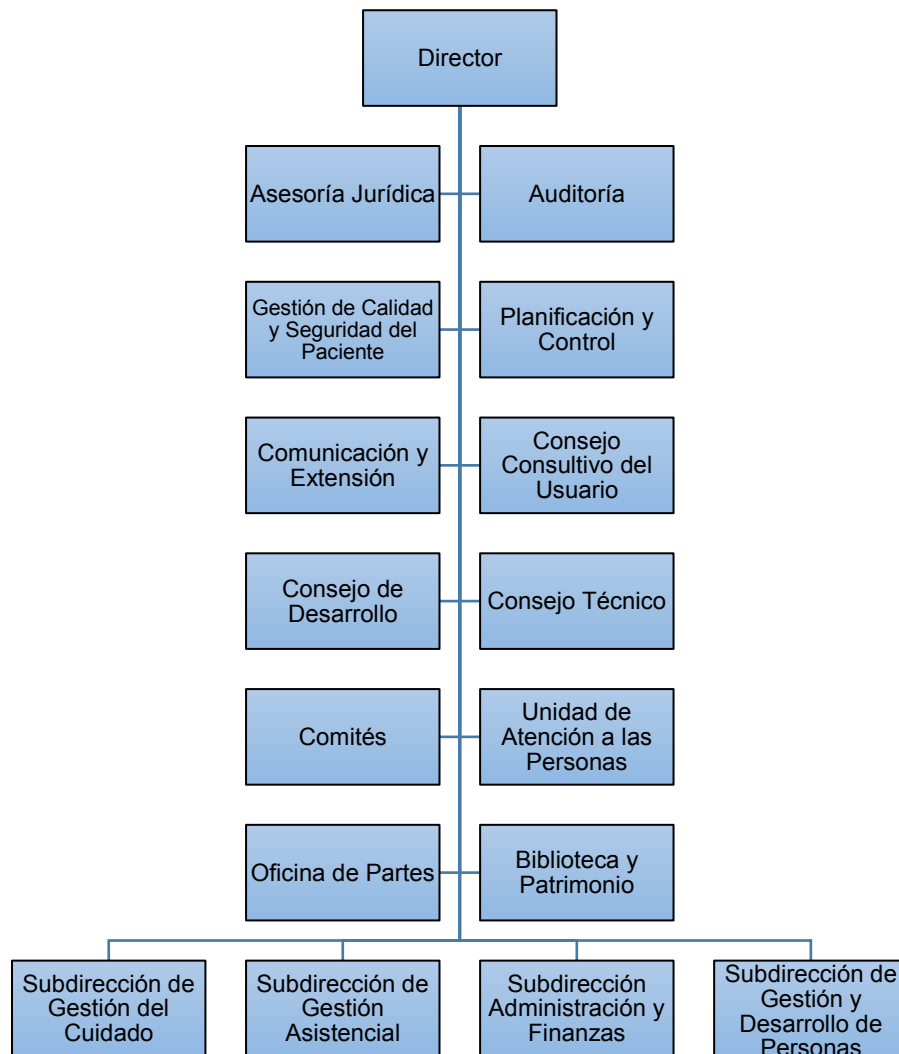 Director
Asesoría Jurídica
Auditoría
Gestión de Calidad
y Seguridad del
Paciente
Planificación y
Control
Comunicación y
Extensión
Consejo
Consultivo del
Usuario
Consejo de
Desarrollo
Consejo Técnico
Comités
Unidad de
Atención a las
Personas
Oficina de Partes
Biblioteca y
Patrimonio
Subdirección de
Gestión del
Cuidado
Subdirección de
Gestión
Asistencial
Subdirección
Administración y
Finanzas
Subdirección de
Gestión y
Desarrollo de
Personas